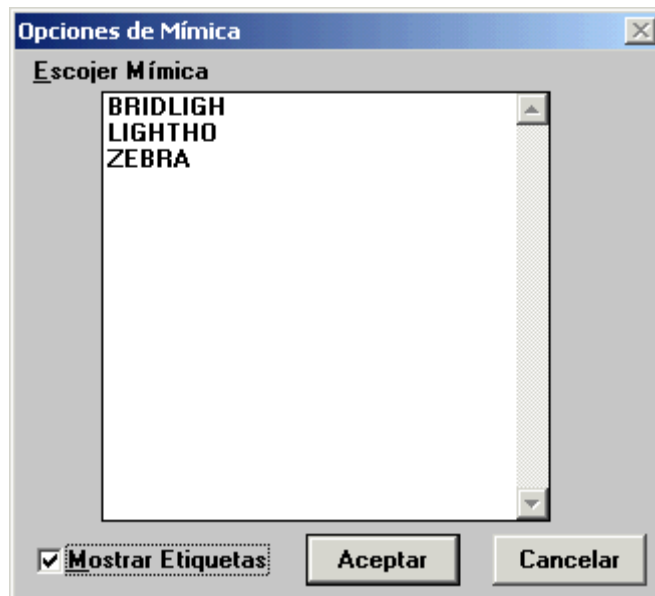 Opciones de Mímica
Escojer Mímica
BRIDLIGH
LIGHTHO
ZEBRA
Mostrar Etiquetas
Aceptar
Cancelar